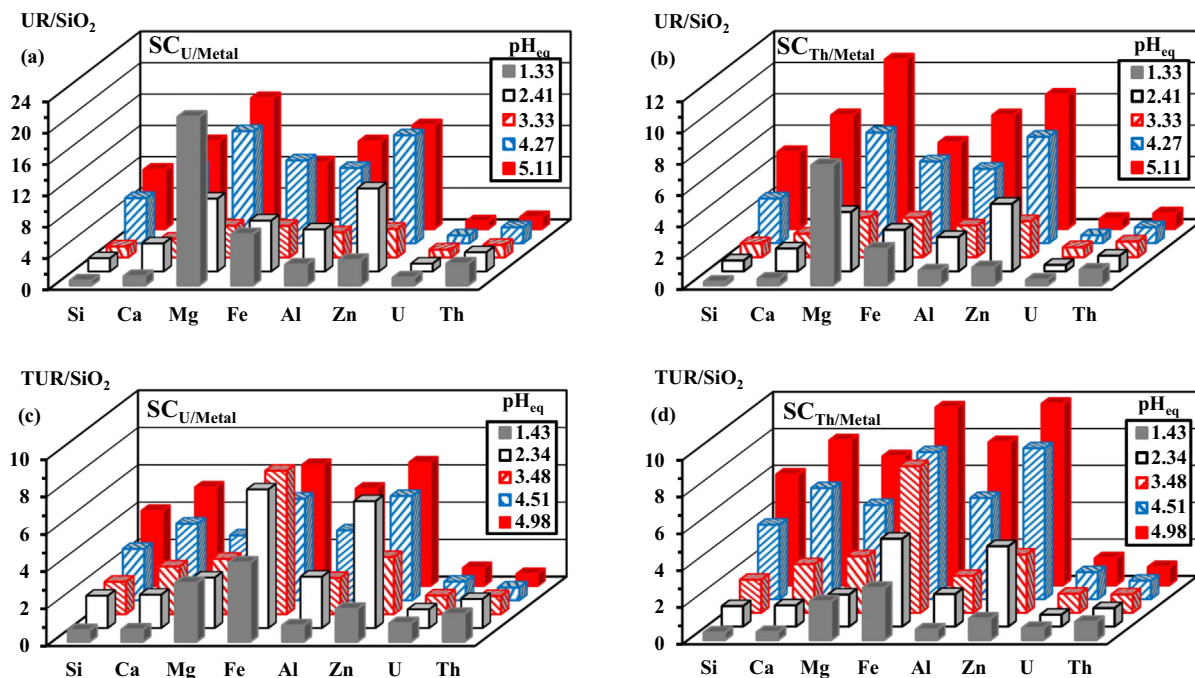 UR/SiO2
(a)
SCU/Metal
pHeq
1.33
2.41
3.33
4.27
5.11
24
20
16
12
8
4
0
Si Ca Mg Fe Al Zn U Th
UR/SiO2
(b)
SCTh/Metal
pHeq
1.33
2.41
3.33
4.27
5.11
12
10
8
6
4
2
0
Si Ca Mg Fe Al Zn U Th
TUR/SiO2
(c)
SCU/Metal
pHeq
1.43
2.34
3.48
4.51
4.98
10
8
6
4
2
0
Si Ca Mg Fe Al Zn U Th
TUR/SiO2
(d)
SCTh/Metal
pHeq
1.43
2.34
3.48
4.51
4.98
10
8
6
4
2
0
Si Ca Mg Fe Al Zn U Th